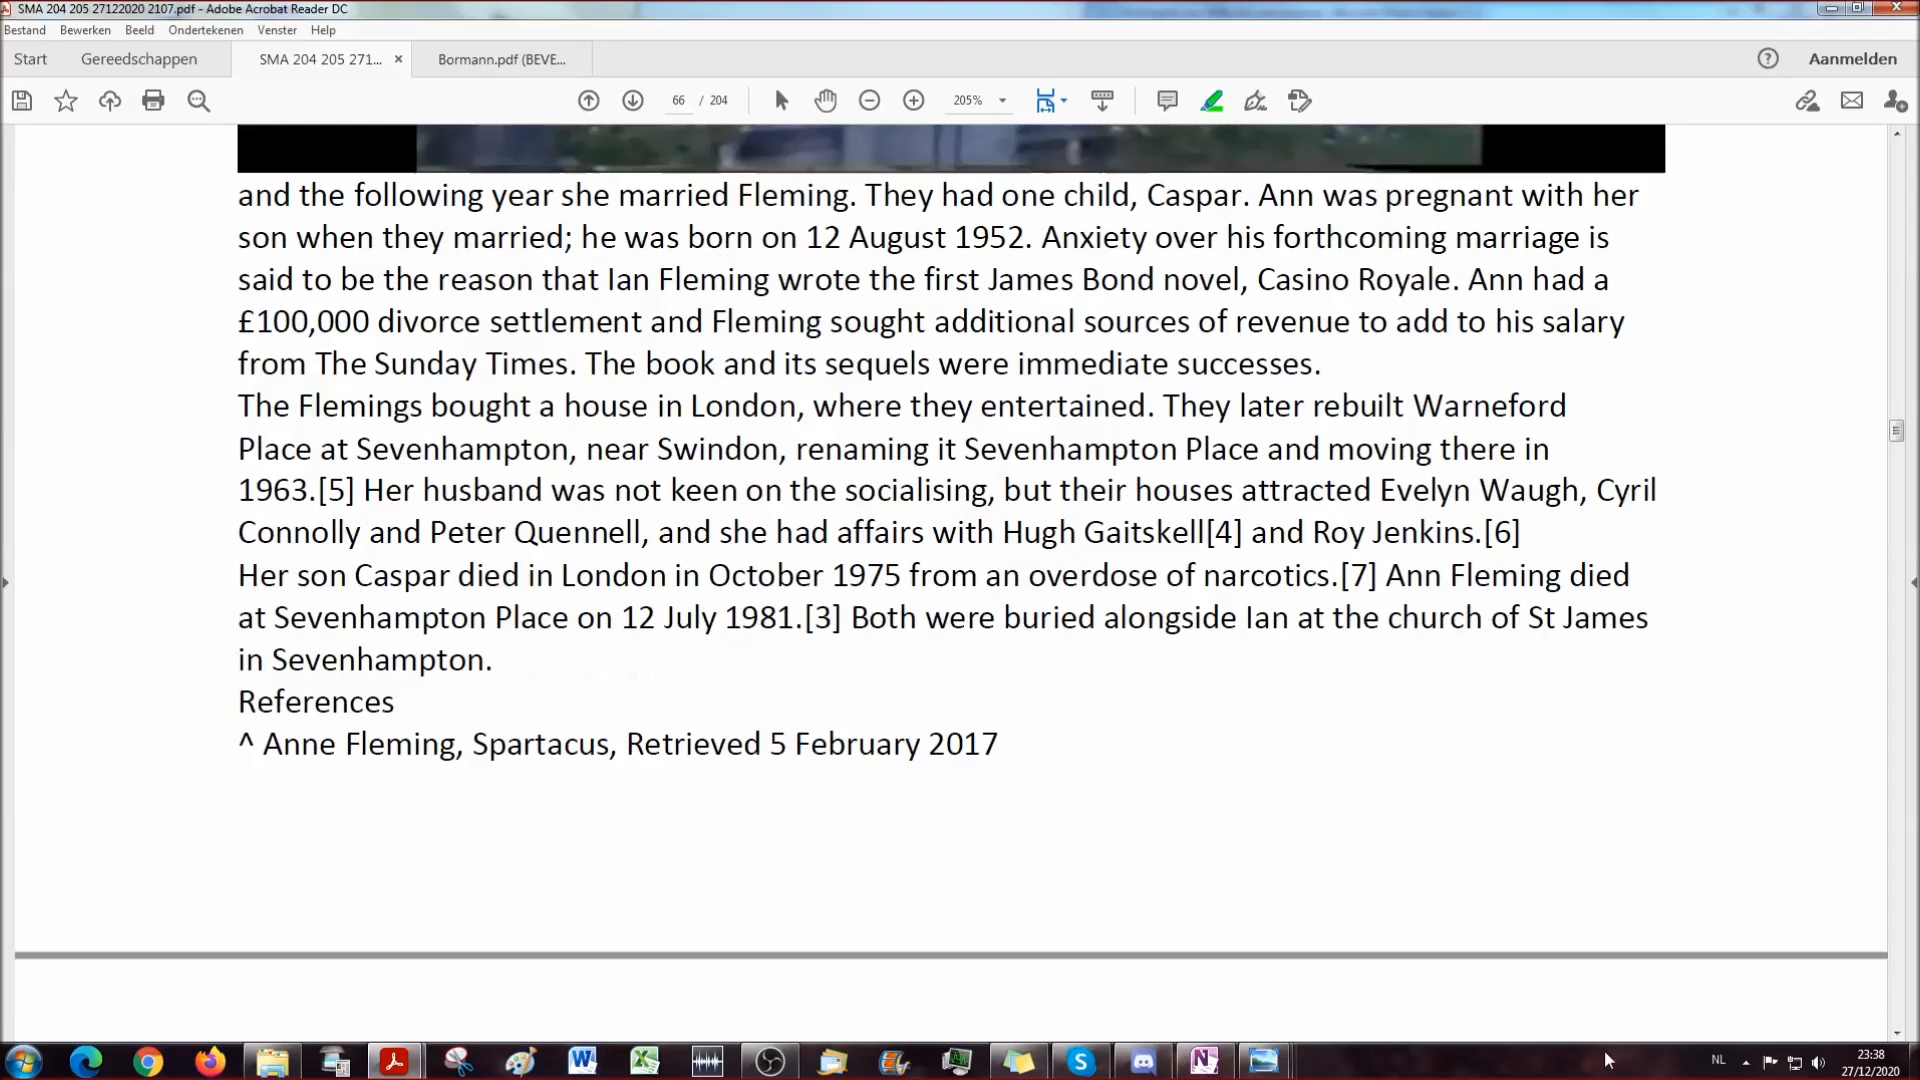 SMA 204 205 27122020 2107.pdf - Adobe Acrobat Reader DC
Bestand Bewerken Beeld Ondertekenen Venster Help
Start Gereedschappen SMA 204 205 271... × Bormann.pdf (BEVE... Aanmelden
66 / 204 205%
and the following year she married Fleming. They had one child, Caspar. Ann was pregnant with her
son when they married; he was born on 12 August 1952. Anxiety over his forthcoming marriage is
said to be the reason that Ian Fleming wrote the first James Bond novel, Casino Royale. Ann had a
£100,000 divorce settlement and Fleming sought additional sources of revenue to add to his salary
from The Sunday Times. The book and its sequels were immediate successes.
The Flemings bought a house in London, where they entertained. They later rebuilt Warneford
Place at Sevenhampton, near Swindon, renaming it Sevenhampton Place and moving there in
1963.[5] Her husband was not keen on the socialising, but their houses attracted Evelyn Waugh, Cyril
Connolly and Peter Quennell, and she had affairs with Hugh Gaitskell[4] and Roy Jenkins.[6]
Her son Caspar died in London in October 1975 from an overdose of narcotics.[7] Ann Fleming died
at Sevenhampton Place on 12 July 1981.[3] Both were buried alongside Ian at the church of St James
in Sevenhampton.
References
^ Anne Fleming, Spartacus, Retrieved 5 February 2017
NL 23:38
27/12/2020